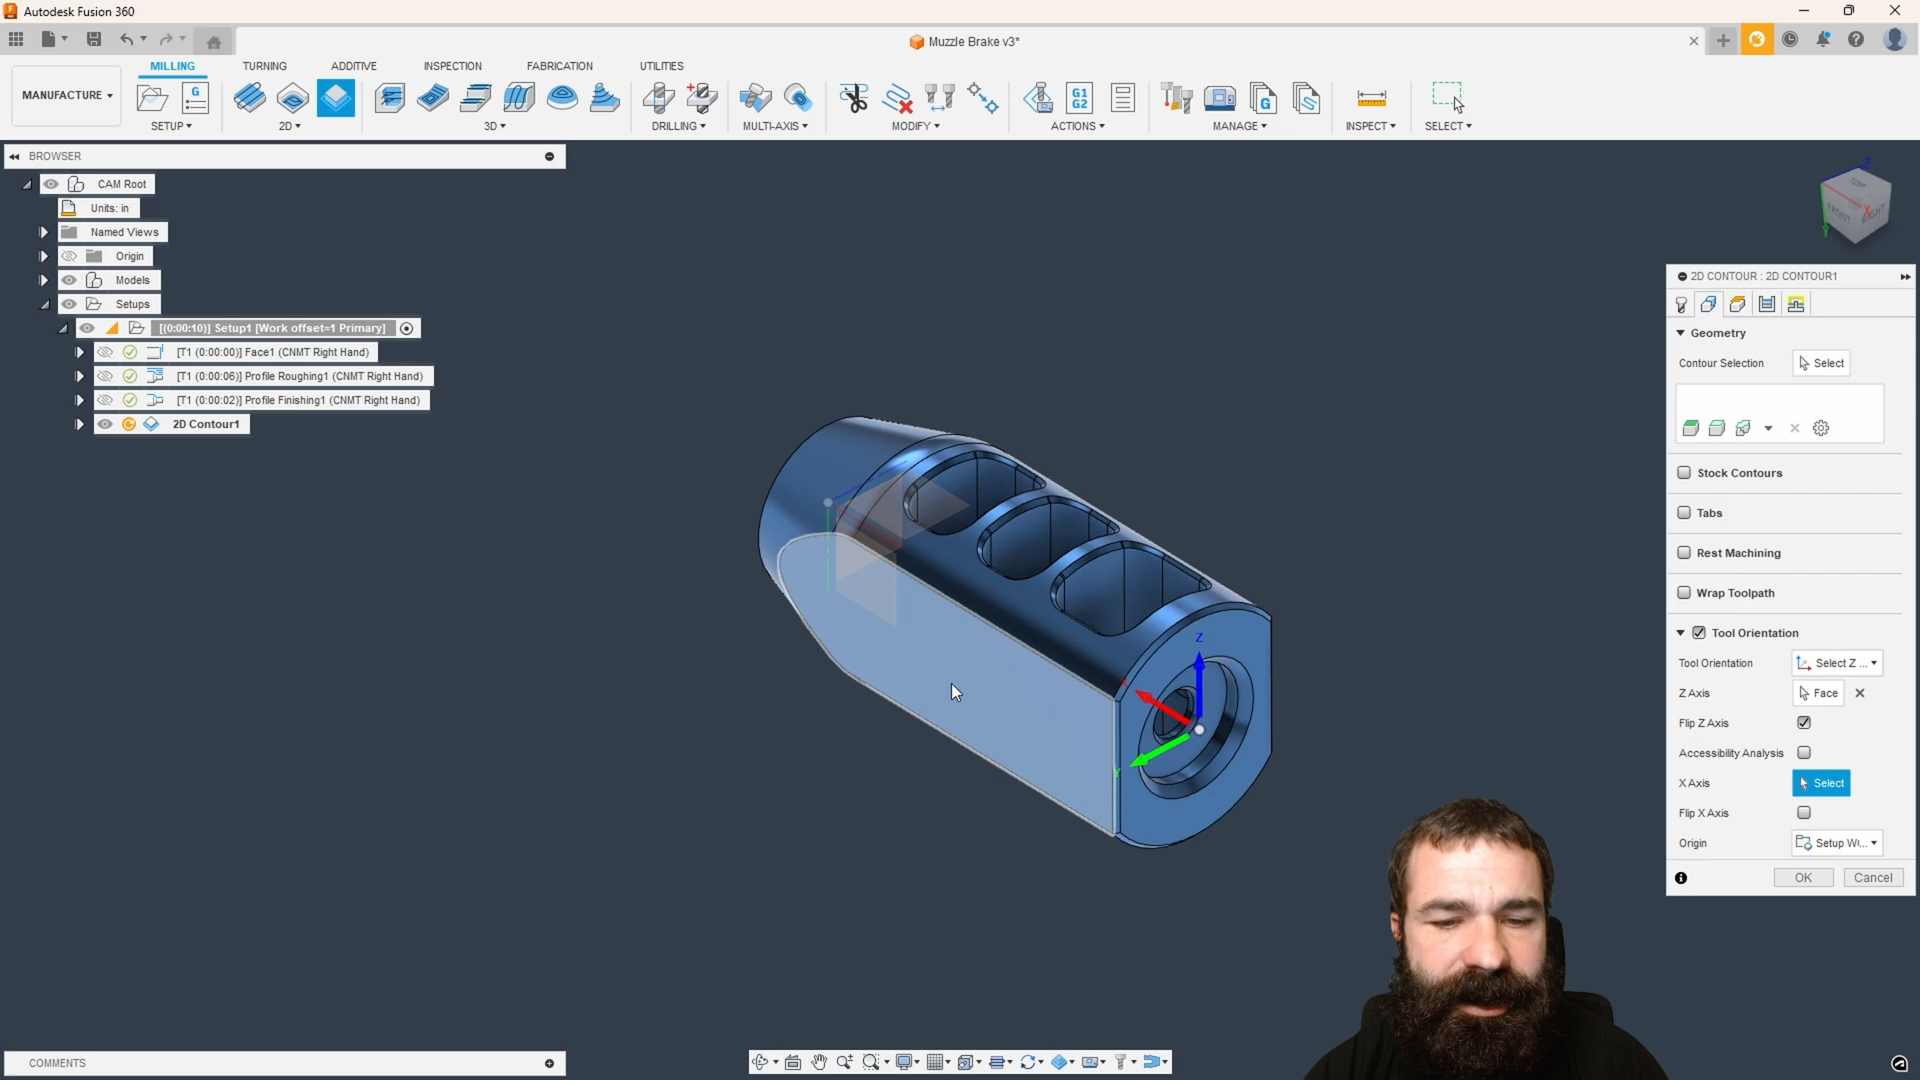 Autodesk Fusion 360
Muzzle Brake v3*
MILLING TURNING ADDITIVE INSPECTION FABRICATION UTILITIES
MANUFACTURE
SETUP 2D 3D DRILLING MULTI-AXIS MODIFY ACTIONS MANAGE INSPECT SELECT
G
G1
G2
G
BROWSER
CAM Root
Units: in
Named Views
Origin
Models
Setups
[(0:00:10)] Setup1 [Work offset=1 Primary]
[T1 (0:00:00)] Face1 (CNMT Right Hand)
[T1 (0:00:06)] Profile Roughing1 (CNMT Right Hand)
[T1 (0:00:02)] Profile Finishing1 (CNMT Right Hand)
2D Contour1
Z
TOP
FRONT
X
RIGHT
Y
2D CONTOUR : 2D CONTOUR1
Geometry
Contour Selection Select
Stock Contours
Tabs
Rest Machining
Wrap Toolpath
Tool Orientation
Tool Orientation Select Z ...
Z Axis Face
Flip Z Axis
Accessibility Analysis
X Axis Select
Flip X Axis
Origin Setup W(...
OK Cancel
Z
Y
COMMENTS